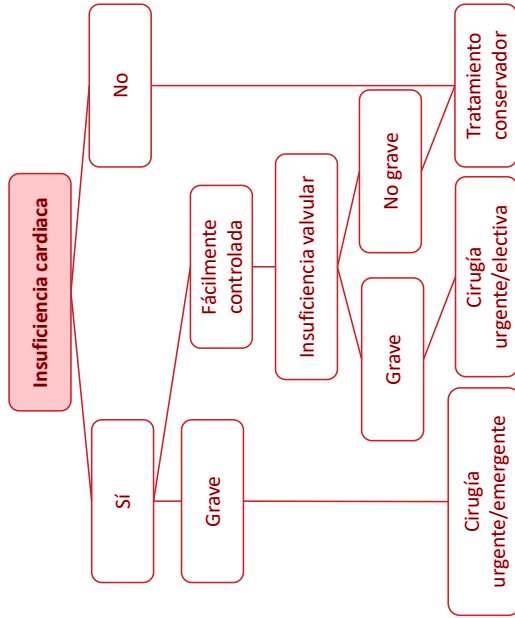 Insuficiencia cardiaca
Sí
No
Grave
Fácilmente
controlada
Insuficiencia valvular
Grave
No grave
Cirugía
urgente/emergente
Cirugía
urgente/electiva
Tratamiento
conservador